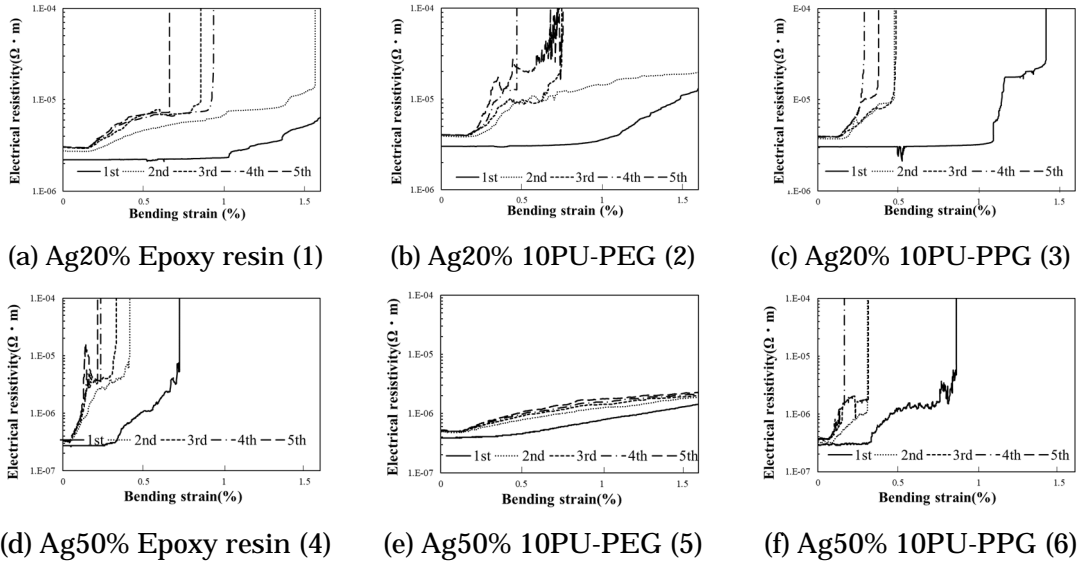 1.E-04
1.E-05
1.E-06
Electrical resistivity(Ω・m)
1st 2nd 3rd 4th 5th
0 0.5 1 1.5
Bending strain (%)
(a) Ag20% Epoxy resin (1)
1.E-04
1.E-05
1.E-06
Electrical resistivity(Ω・m)
1st 2nd 3rd 4th 5th
0 0.5 1 1.5
Bending strain (%)
(b) Ag20% 10PU-PEG (2)
1.E-04
1.E-05
1.E-06
Electrical resistivity(Ω・m)
1st 2nd 3rd 4th 5th
0 0.5 1 1.5
Bending strain (%)
(c) Ag20% 10PU-PPG (3)
1.E-04
1.E-05
1.E-06
1.E-07
Electrical resistivity(Ω・m)
1st 2nd 3rd 4th 5th
0 0.5 1 1.5
Bending strain(%)
(d) Ag50% Epoxy resin (4)
1.E-04
1.E-05
1.E-06
1.E-07
Electrical resistivity(Ω・m)
1st 2nd 3rd 4th 5th
0 0.5 1 1.5
Bending strain(%)
(e) Ag50% 10PU-PEG (5)
1.E-04
1.E-05
1.E-06
1.E-07
Electrical resistivity(Ω・m)
1st 2nd 3rd 4th 5th
0 0.5 1 1.5
Bending strain(%)
(f) Ag50% 10PU-PPG (6)